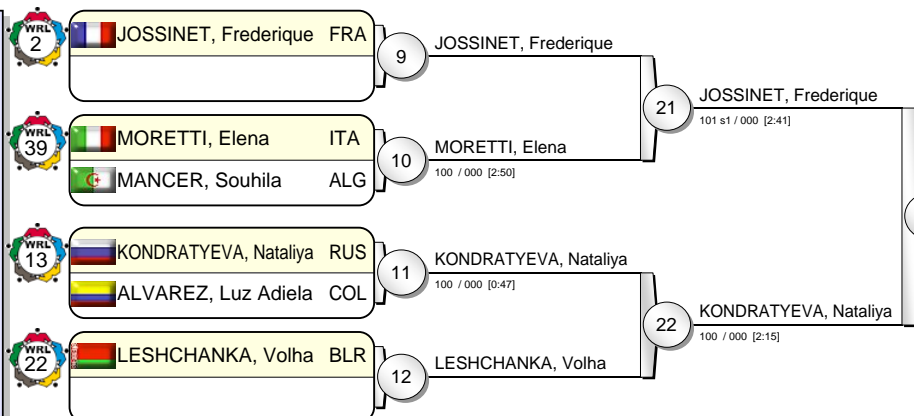 WRL
2
JOSSINET, Frederique FRA
9
JOSSINET, Frederique
21
JOSSINET, Frederique
101 s1 / 000 [2:41]
WRL
39
MORETTI, Elena ITA
MANCER, Souhila ALG
10
MORETTI, Elena
100 / 000 [2:50]
WRL
13
KONDRATYEVA, Nataliya RUS
ALVAREZ, Luz Adiela COL
11
KONDRATYEVA, Nataliya
100 / 000 [0:47]
22
KONDRATYEVA, Nataliya
100 / 000 [2:15]
WRL
22
LESHCHANKA, Volha BLR
12
LESHCHANKA, Volha